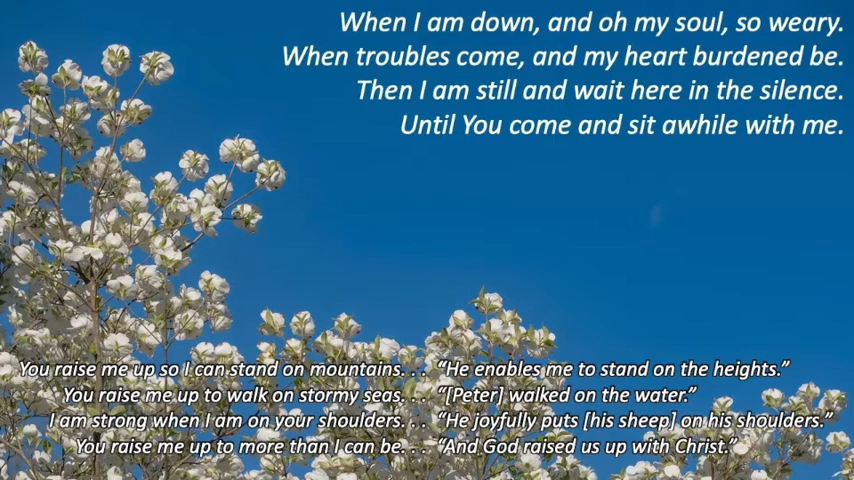 When I am down, and oh my soul, so weary.
When troubles come, and my heart burdened be.
Then I am still and wait here in the silence.
Until You come and sit awhile with me.
You raise me up so I can stand on mountains. . . “He enables me to stand on the heights.”
You raise me up to walk on stormy seas. . . “[Peter] walked on the water.”
I am strong when I am on your shoulders. . . “He joyfully puts [his sheep] on his shoulders.”
You raise me up to more than I can be. . . “And God raised us up with Christ.”